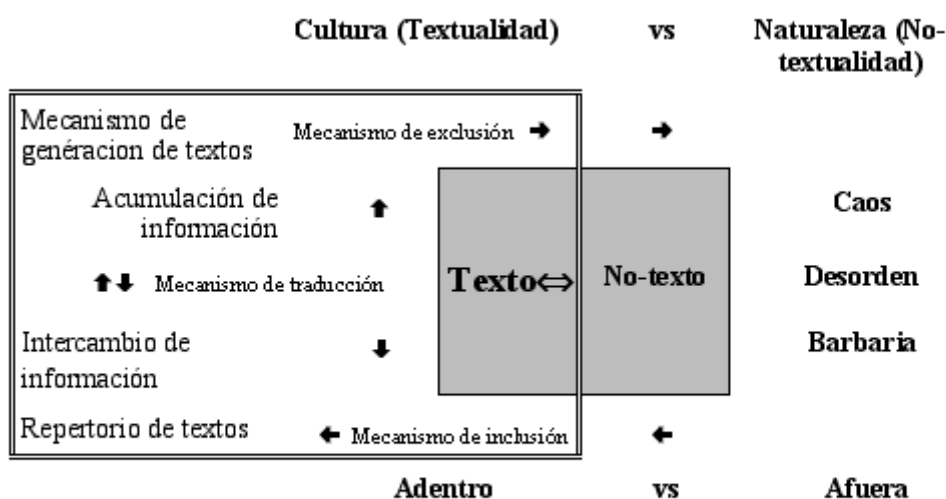 Cultura (Textualidad) vs Naturaleza (No-
textualidad)
Mecanismo de
genéracion de textos
Mecanismo de exclusión ➔ ➔
Acumulación de
información
⬆
Caos
⬆⬇ Mecanismo de traducción
Texto⇔ No-texto
Desorden
Intercambio de
información
⬇
Barbaria
Repertorio de textos
⬅ Mecanismo de inclusión ⬅
Adentro vs Afuera